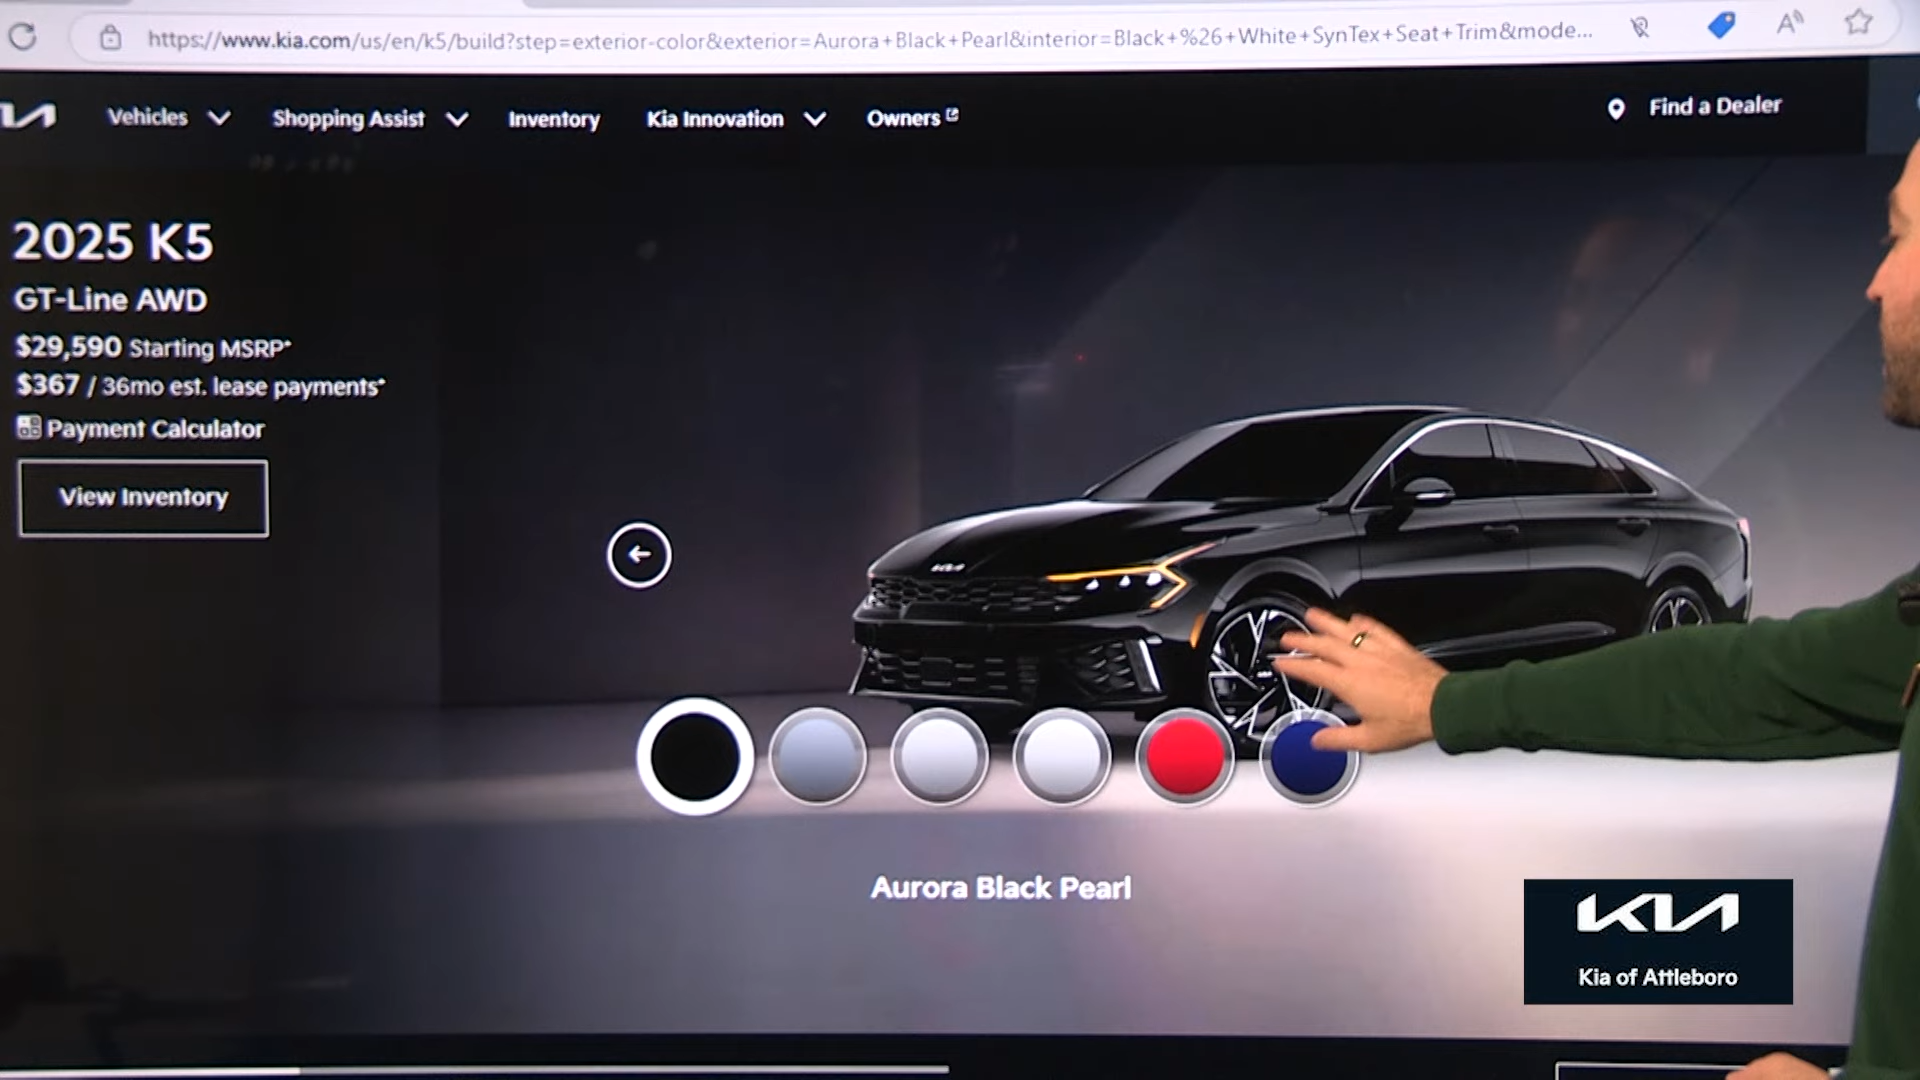 https://www.kia.com/us/en/k5/build?step=exterior-color&exterior=Aurora+Black+Pearl&interior=Black+%26+White+SynTex+Seat+Trim&mode...
Vehicles
Shopping Assist
Inventory
Kia Innovation
Owners
Find a Dealer
2025 K5
GT-Line AWD
$29,590 Starting MSRP*
$367 / 36mo est. lease payments*
Payment Calculator
View Inventory
Aurora Black Pearl
KIA
Kia of Attleboro